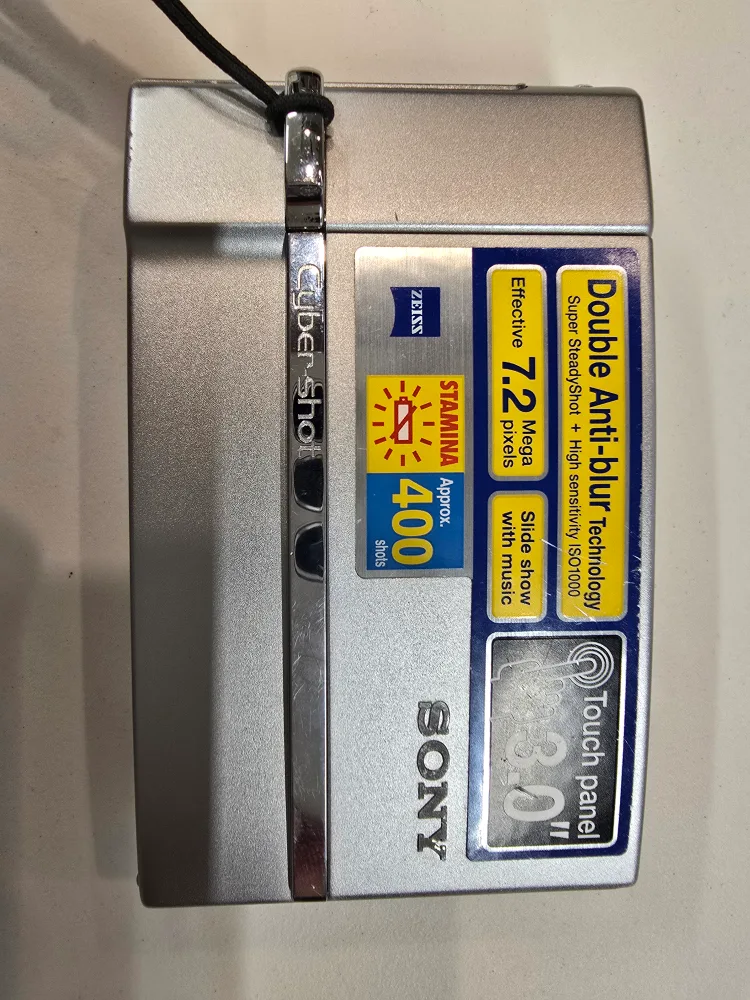 Double Anti-blur Technology
Super SteadyShot + High sensitivity ISO1000
Effective 7.2 Mega pixels
Slide show
with music
Touch panel
3.0"
ZEISS
STAMINA
Approx.
400
shots
SONY
Cyber-shot